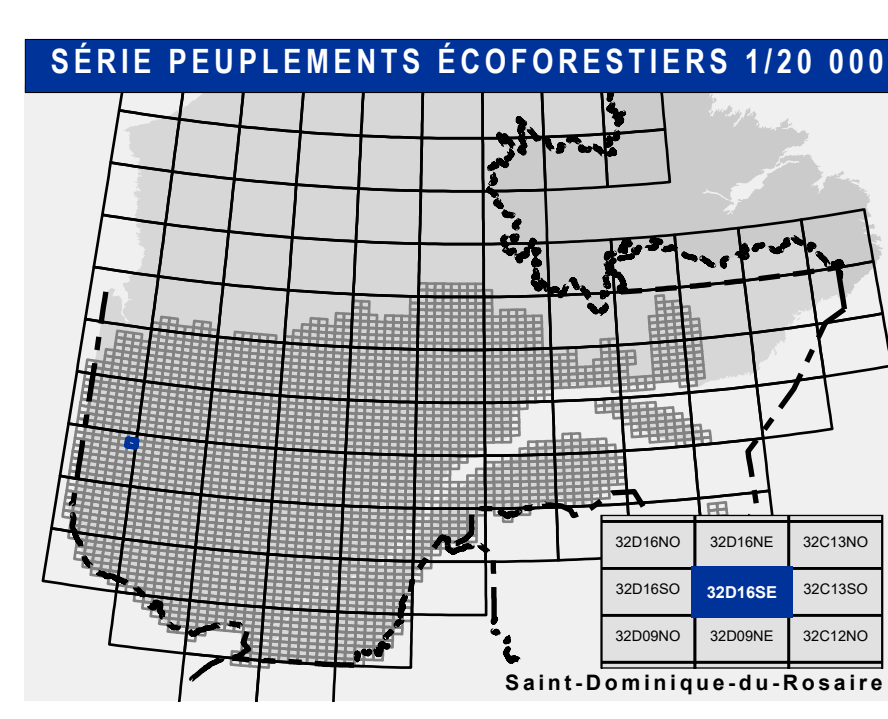 SÉRIE PEUPLEMENTS ÉCOFORESTIERS 1/20 000
32D16NO 32D16NE 32C13NO
32D16SO 32D16SE 32C13SO
32D09NO 32D09NE 32C12NO
Saint-Dominique-du-Rosaire